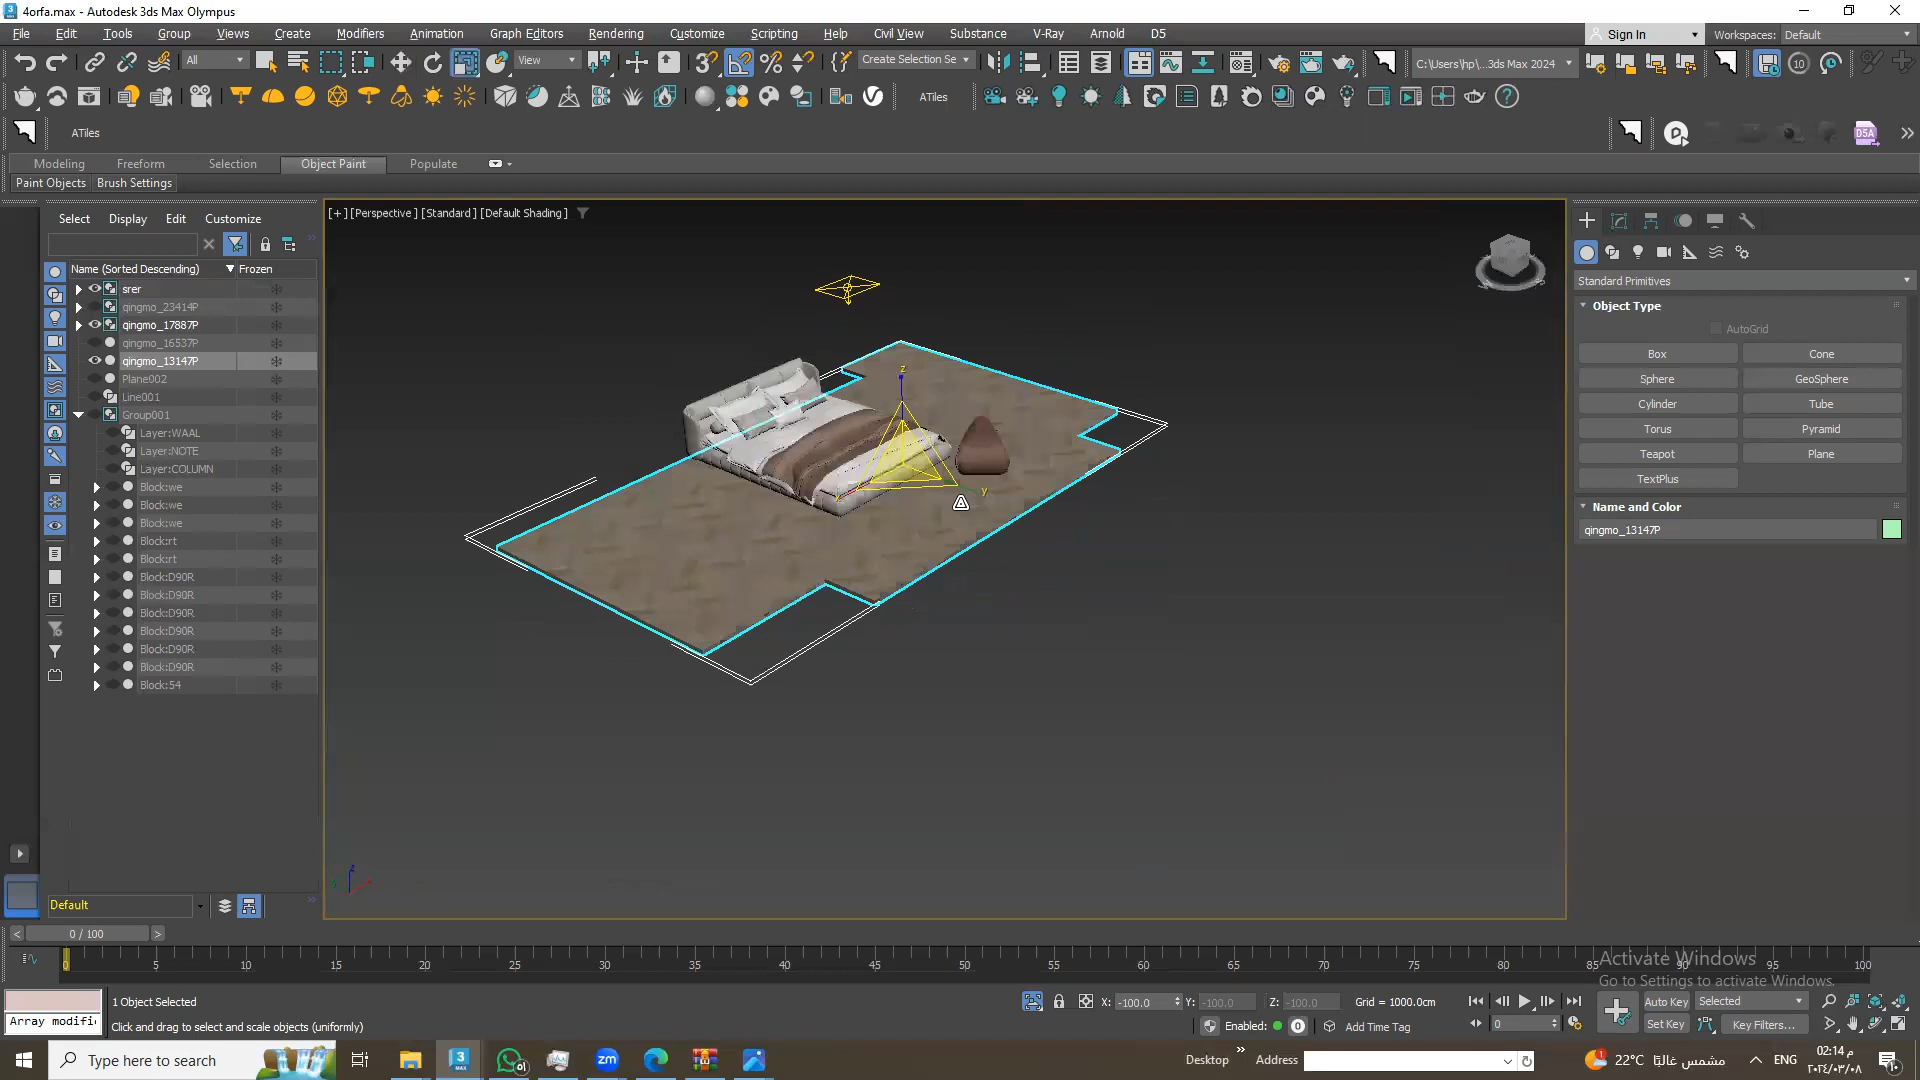 4orfa.max - Autodesk 3ds Max Olympus
File Edit Tools Group Views Create Modifiers Animation Graph Editors Rendering Customize Scripting Help Civil View Substance V-Ray Arnold D5
Sign In
Workspaces: Default
All
View
Create Selection Se
C:\Users\hp\...3ds Max 2024
10
ATiles
ATiles
D5A
Modeling Freeform Selection Object Paint Populate
Paint Objects Brush Settings
Select Display Edit Customize
Name (Sorted Descending) Frozen
srer
qingmo_23414P
qingmo_17887P
qingmo_16537P
qingmo_13147P
Plane002
Line001
Group001
Layer:WAAL
Layer:NOTE
Layer:COLUMN
Block:we
Block:we
Block:we
Block:rt
Block:rt
Block:D90R
Block:D90R
Block:D90R
Block:D90R
Block:D90R
Block:D90R
Block:54
Default
[+] [Perspective] [Standard] [Default Shading]
z
y
z
Standard Primitives
Object Type
AutoGrid
Box Cone
Sphere GeoSphere
Cylinder Tube
Torus Pyramid
Teapot Plane
TextPlus
Name and Color
qingmo_13147P
< 0 / 100 >
0 5 10 15 20 25 30 35 40 45 50 55 60 65 70 75 80 85 90 95 100
Activate Windows
Go to Settings to activate Windows.
1 Object Selected
X: -100.0 Y: -100.0 Z: -100.0 Grid = 1000.0cm
Auto Key Selected
Array modifi
Click and drag to select and scale objects (uniformly)
Enabled: 0
Add Time Tag
0
Set Key Key Filters...
Type here to search
Desktop
Address
22°C مشمس غالبًا
ENG
02:14 م
٢٠٢٤/٠٣/٠٨